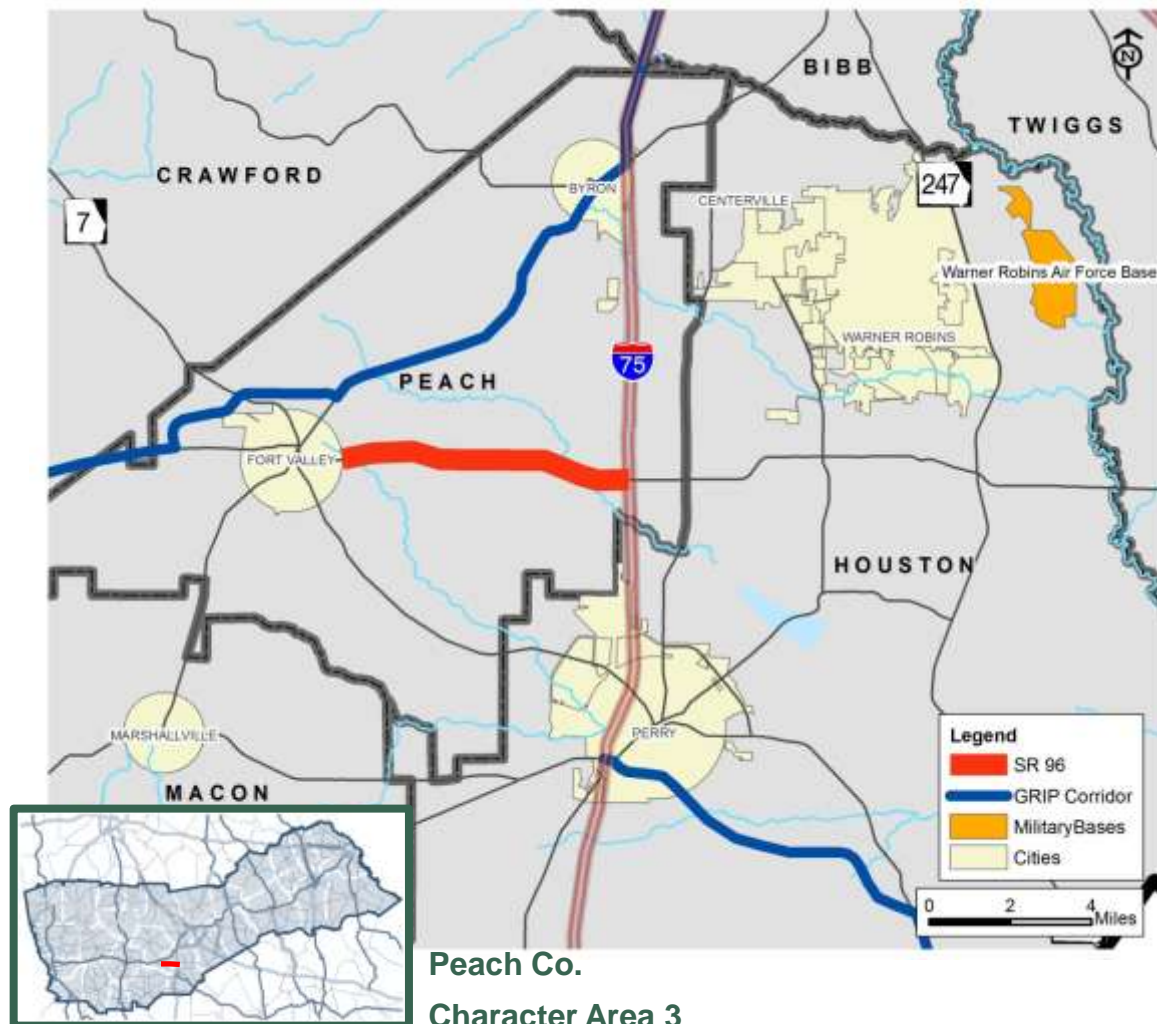 N
BIBB
TWIGGS
CRAWFORD
247
BYRON
CENTERVILLE
7
Warner Robins Air Force Base
WARNER ROBINS
75
PEACH
FORT VALLEY
HOUSTON
MARSHALLVILLE
PERRY
MACON
Legend
SR 96
GRIP Corridor
MilitaryBases
Cities
0 2 4
Miles
Peach Co.
Character Area 3